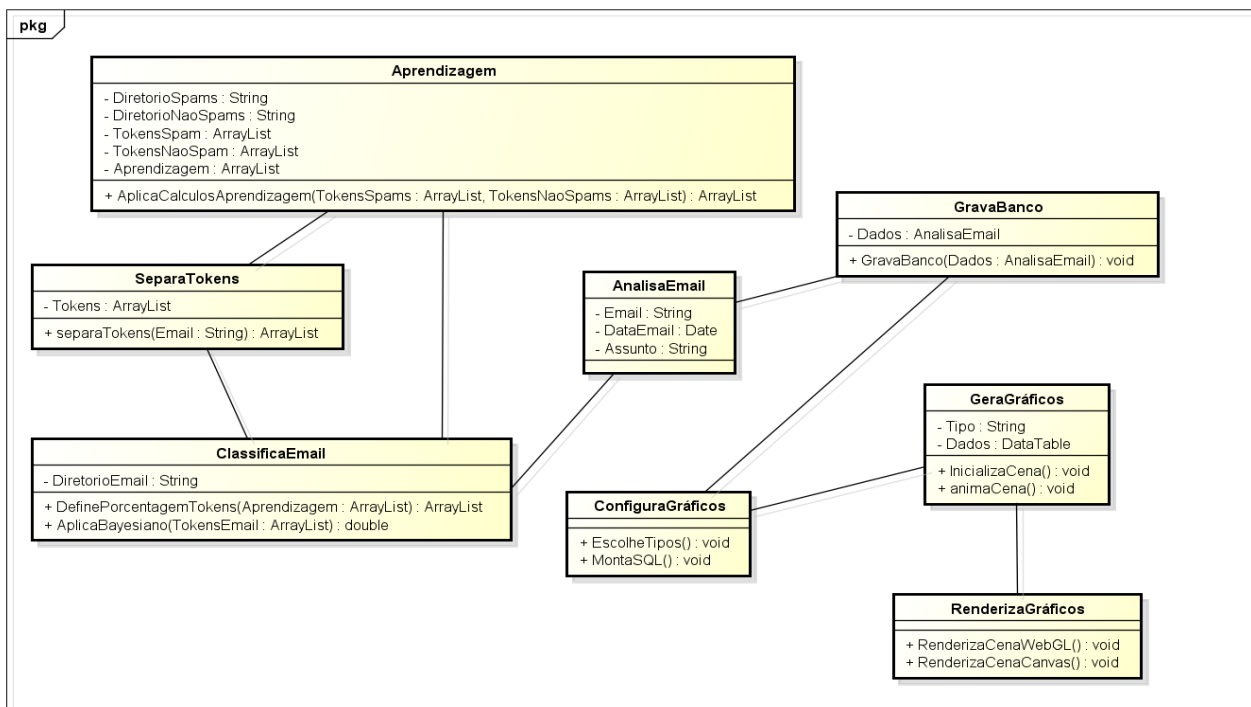 pkg
Aprendizagem
- DiretorioSpams : String
- DiretorioNaoSpams : String
- TokensSpam : ArrayList
- TokensNaoSpam : ArrayList
- Aprendizagem : ArrayList
+ AplicaCalculosAprendizagem(TokensSpams : ArrayList, TokensNaoSpams : ArrayList) : ArrayList
SeparaTokens
- Tokens : ArrayList
+ separaTokens(Email : String) : ArrayList
ClassificaEmail
- DiretorioEmail : String
+ DefinePorcentagemTokens(Aprendizagem : ArrayList) : ArrayList
+ AplicaBayesiano(TokensEmail : ArrayList) : double
AnalisaEmail
- Email : String
- DataEmail : Date
- Assunto : String
GravaBanco
- Dados : AnalisaEmail
+ GravaBanco(Dados : AnalisaEmail) : void
ConfiguraGráficos
+ EscolheTipos() : void
+ MontaSQL() : void
GeraGráficos
- Tipo : String
- Dados : DataTable
+ InicializaCena() : void
+ animaCena() : void
RenderizaGráficos
+ RenderizaCenaWebGL() : void
+ RenderizaCenaCanvas() : void